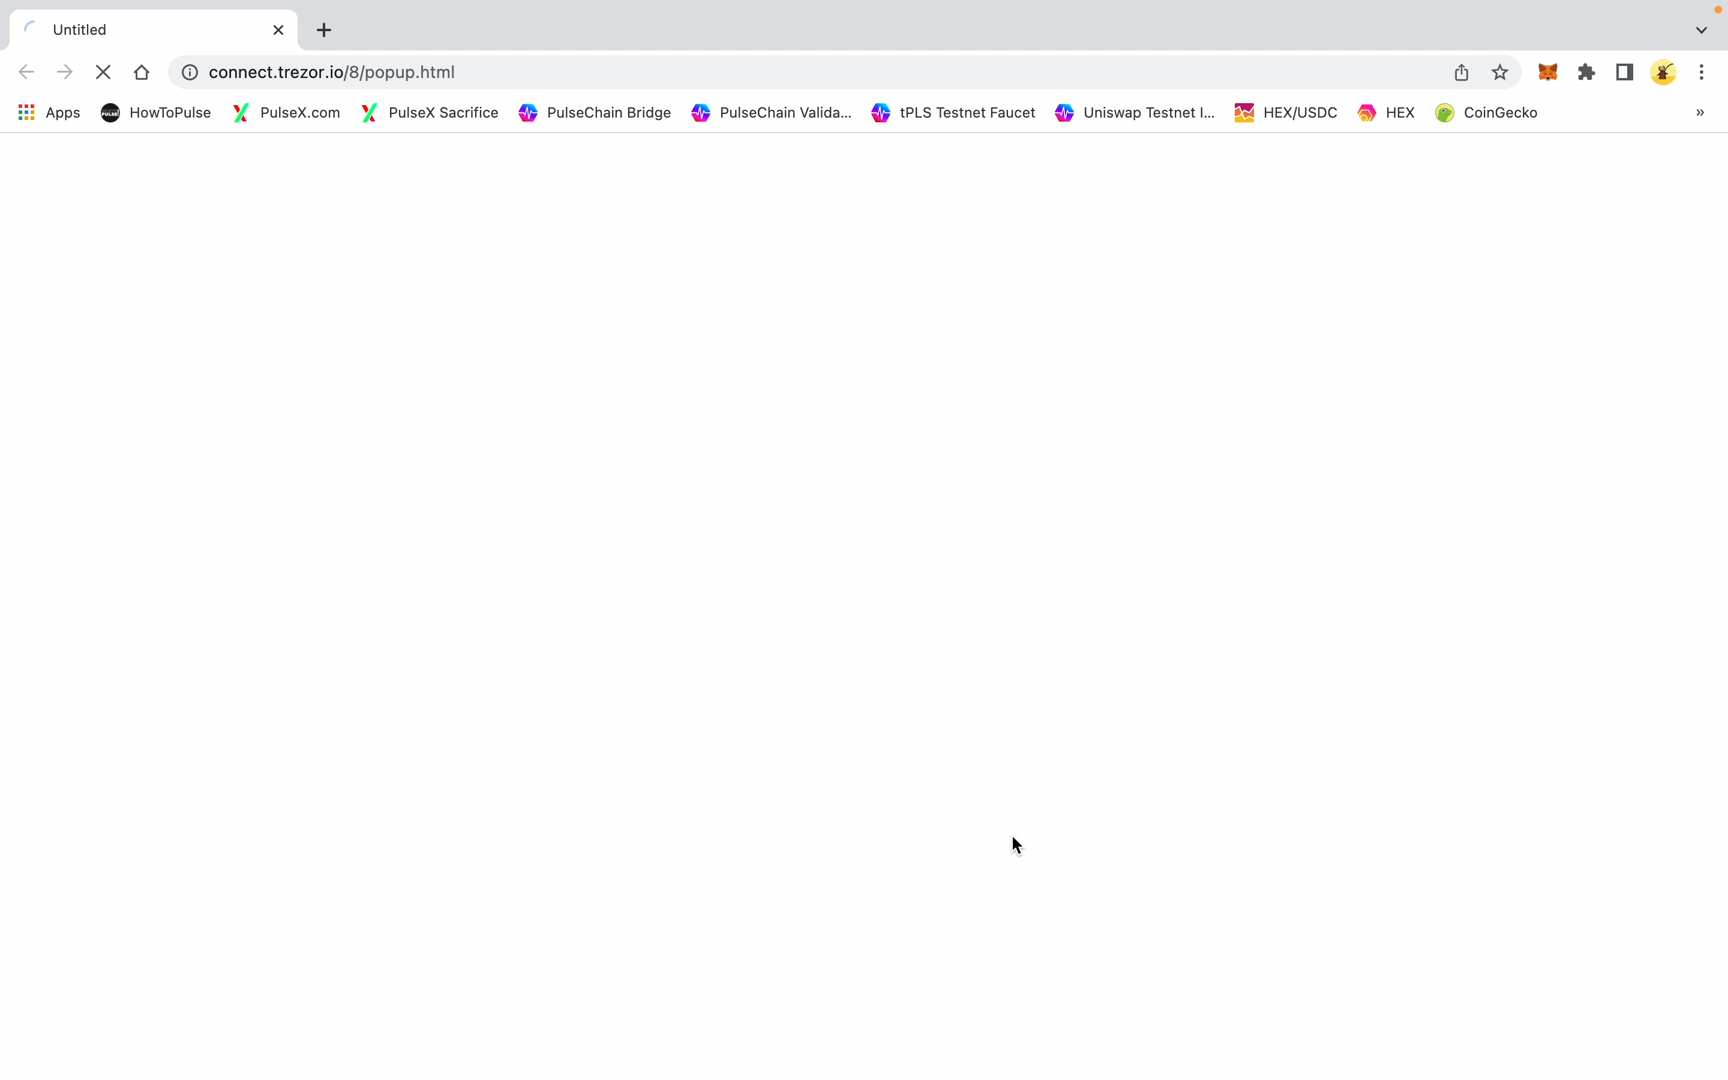 Untitled
connect.trezor.io/8/popup.html
Apps HowToPulse PulseX.com PulseX Sacrifice PulseChain Bridge PulseChain Valida... tPLS Testnet Faucet Uniswap Testnet I... HEX/USDC HEX CoinGecko »